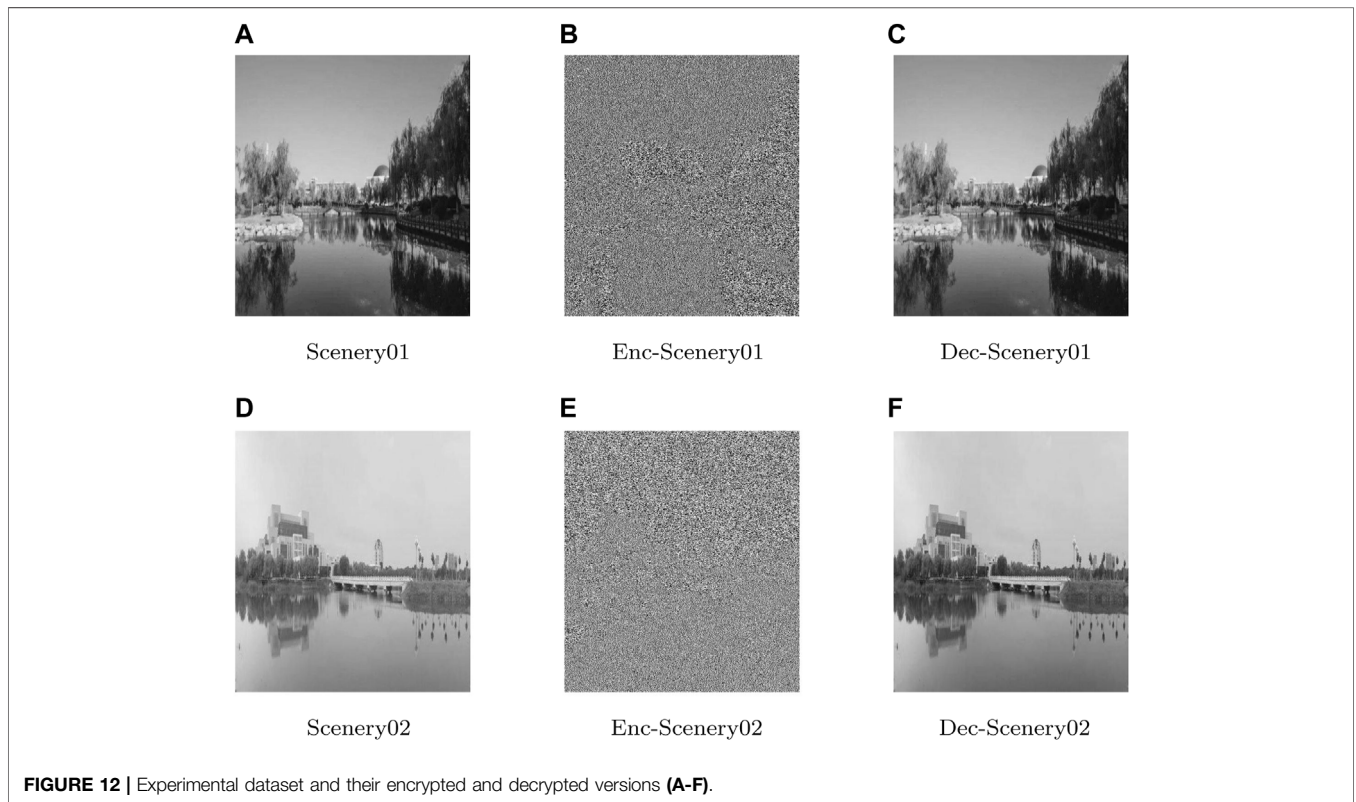 A
B
C
Scenery01
Enc-Scenery01
Dec-Scenery01
D
E
F
Scenery02
Enc-Scenery02
Dec-Scenery02
FIGURE 12 | Experimental dataset and their encrypted and decrypted versions (A-F).